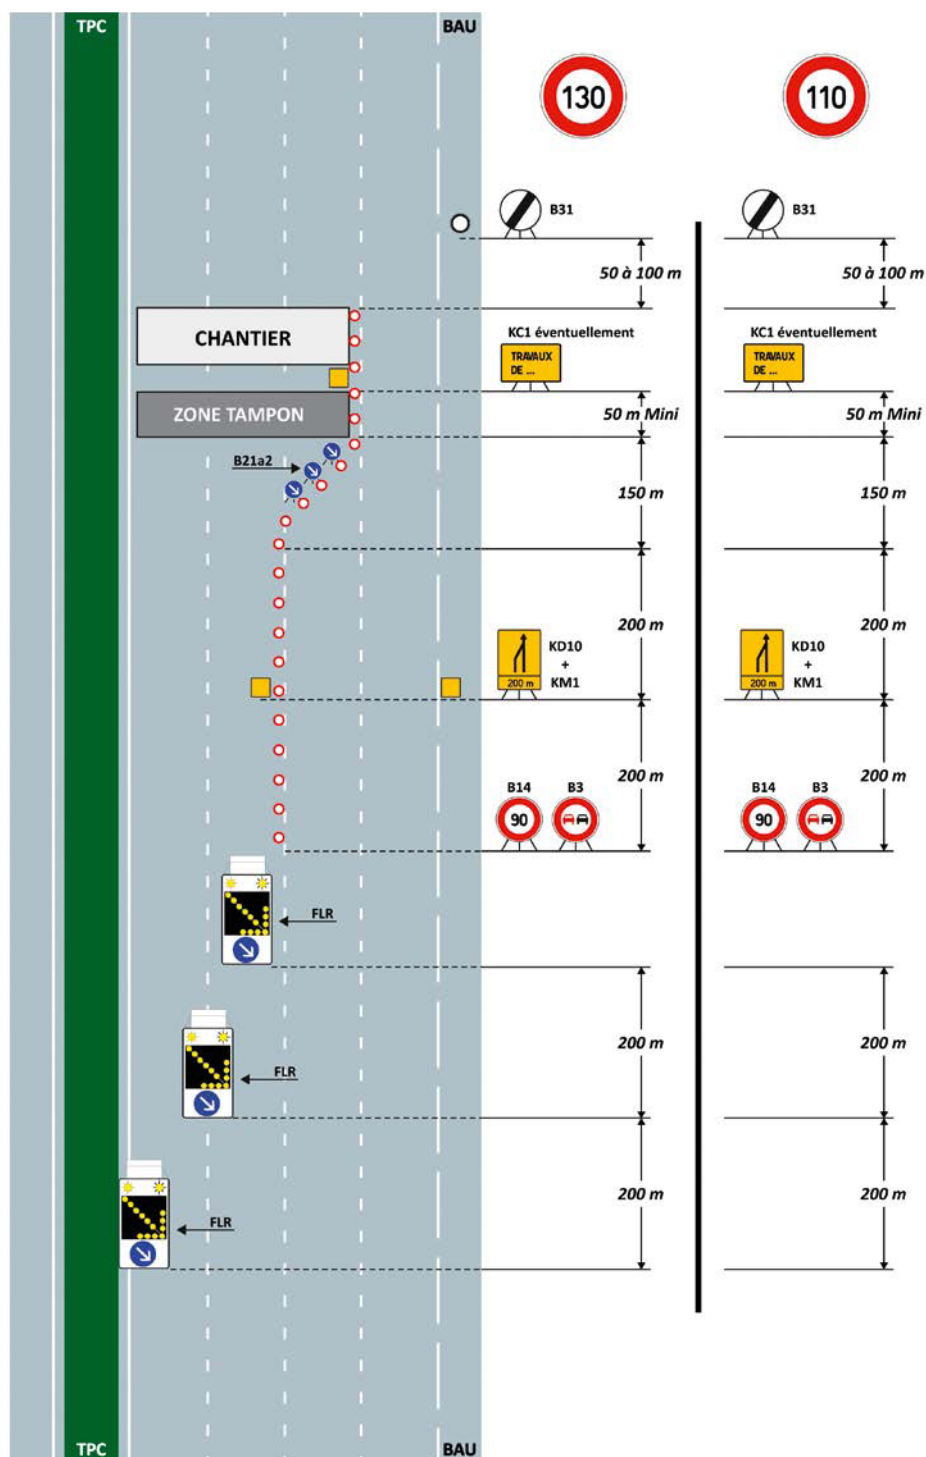 TPC
BAU
130
110
B31
B31
50 à 100 m
50 à 100 m
KC1 éventuellement
KC1 éventuellement
CHANTIER
TRAVAUX
DE ...
TRAVAUX
DE ...
ZONE TAMPON
50 m Mini
50 m Mini
B21a2
150 m
150 m
200 m
200 m
KD10
+
KM1
200 m
KD10
+
KM1
200 m
200 m
200 m
B14
B3
B14
B3
90
90
FLR
200 m
200 m
FLR
200 m
200 m
FLR
TPC
BAU